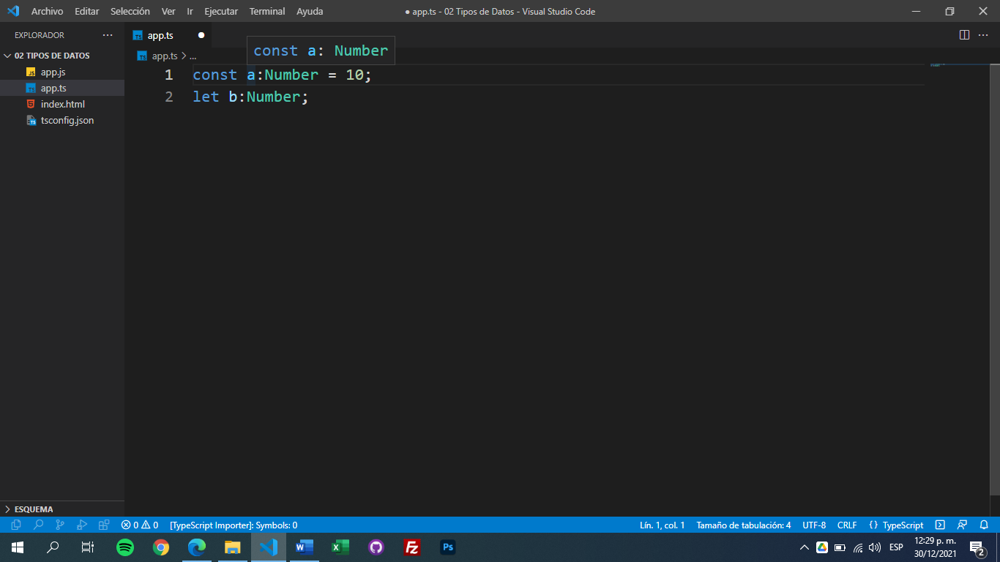 Archivo Editar Selección Ver Ir Ejecutar Terminal Ayuda ● app.ts - 02 Tipos de Datos - Visual Studio Code
EXPLORADOR ···
02 TIPOS DE DATOS
app.js
app.ts
index.html
tsconfig.json
ESQUEMA
app.ts
app.ts > ...
const a: Number
1 const a:Number = 10;
2 let b:Number;
0 0 [TypeScript Importer]: Symbols: 0 Lín. 1, col. 1 Tamaño de tabulación: 4 UTF-8 CRLF {} TypeScript
ESP 12:29 p. m.
30/12/2021 2